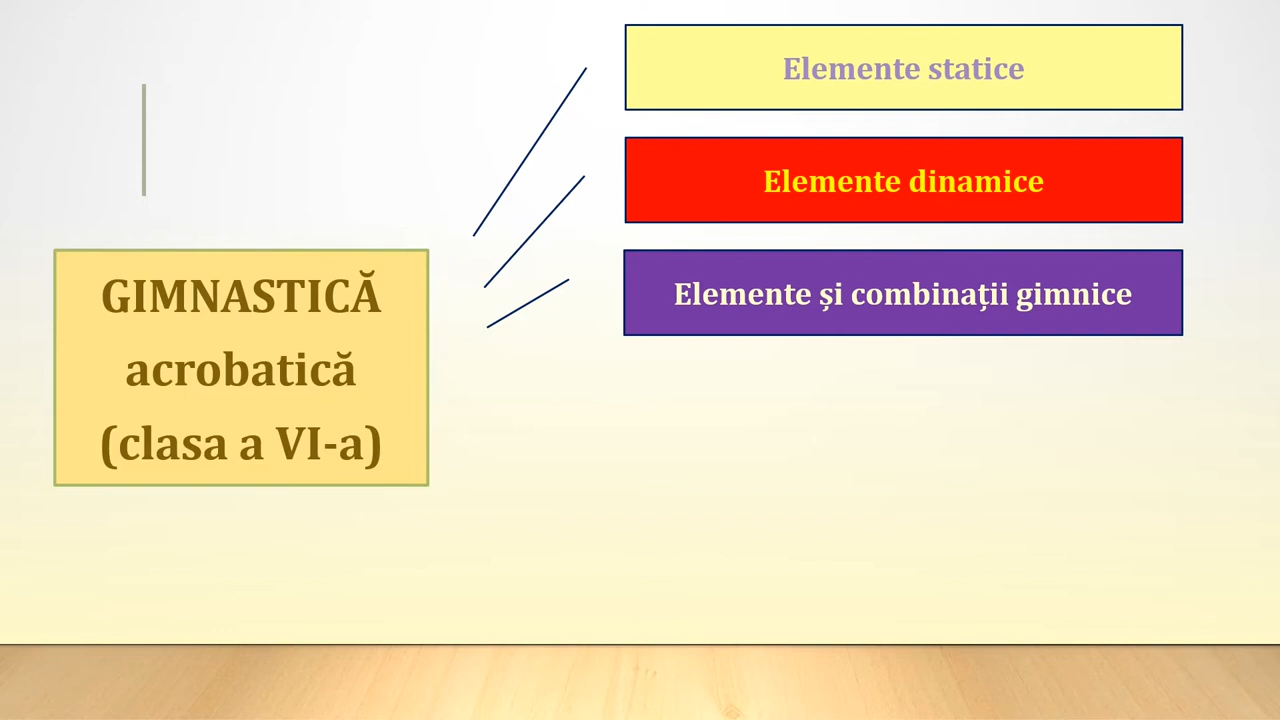 GIMNASTICĂ
acrobatică
(clasa a VI-a)
Elemente statice
Elemente dinamice
Elemente și combinații gimnice